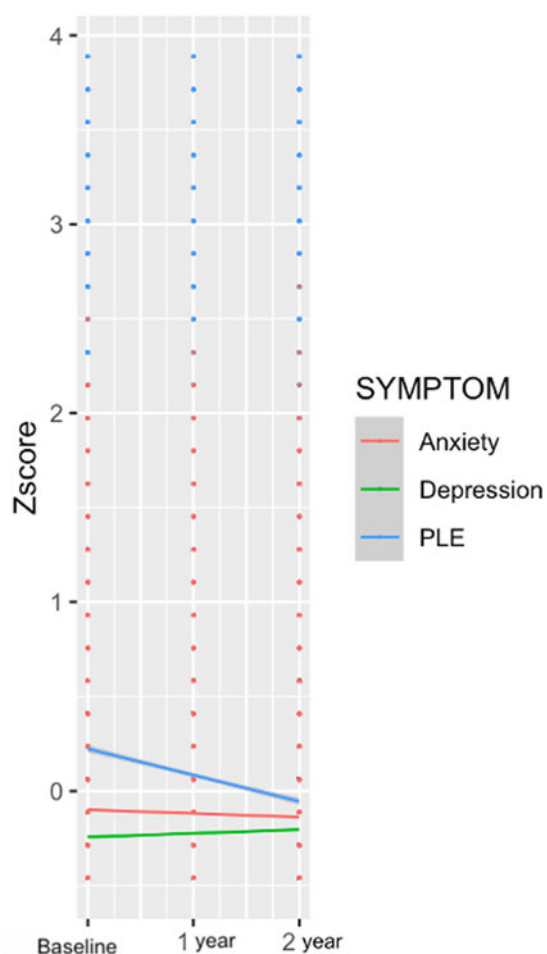 4
3
2
1
0
Zscore
Baseline
1 year
2 year
SYMPTOM
Anxiety
Depression
PLE